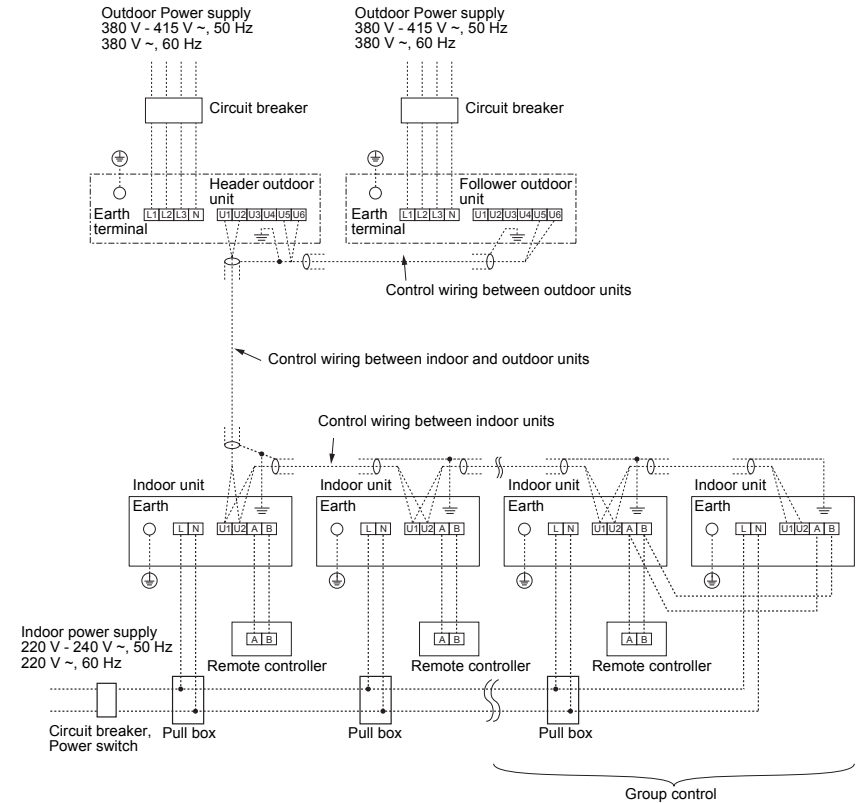 Outdoor Power supply
380 V - 415 V ~, 50 Hz
380 V ~, 60 Hz
Outdoor Power supply
380 V - 415 V ~, 50 Hz
380 V ~, 60 Hz
Circuit breaker
Circuit breaker
Header outdoor
unit
Earth
terminal
L1 L2 L3 N
U1 U2 U3 U4 U5 U6
Follower outdoor
unit
Earth
terminal
L1 L2 L3 N
U1 U2 U3 U4 U5 U6
Control wiring between outdoor units
Control wiring between indoor and outdoor units
Control wiring between indoor units
Indoor unit
Earth
L N
U1 U2 A B
Indoor unit
Earth
L N
U1 U2 A B
Indoor unit
Earth
L N
U1 U2 A B
Indoor unit
Earth
L N
U1 U2 A B
A B
Remote controller
A B
Remote controller
A B
Remote controller
Indoor power supply
220 V - 240 V ~, 50 Hz
220 V ~, 60 Hz
Circuit breaker,
Power switch
Pull box
Pull box
Pull box
Group control